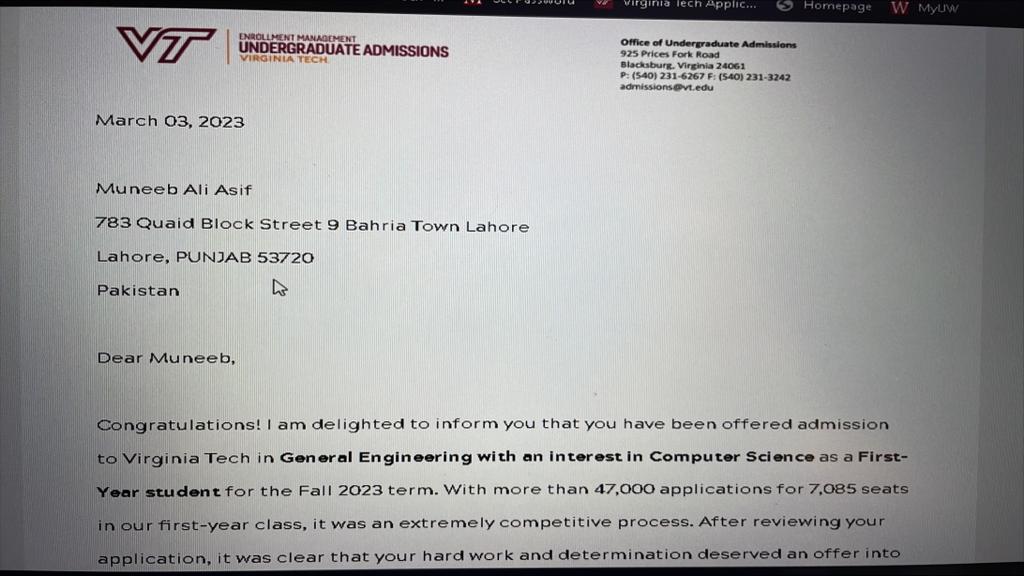 Virginia Tech Applic... Homepage MyUW
VT
ENROLLMENT MANAGEMENT
UNDERGRADUATE ADMISSIONS
VIRGINIA TECH.
Office of Undergraduate Admissions
925 Prices Fork Road
Blacksburg, Virginia 24061
P: (540) 231-6267 F: (540) 231-3242
admissions@vt.edu
March 03, 2023
Muneeb Ali Asif
783 Quaid Block Street 9 Bahria Town Lahore
Lahore, PUNJAB 53720
Pakistan
Dear Muneeb,
Congratulations! I am delighted to inform you that you have been offered admission
to Virginia Tech in General Engineering with an interest in Computer Science as a First-
Year student for the Fall 2023 term. With more than 47,000 applications for 7,085 seats
in our first-year class, it was an extremely competitive process. After reviewing your
application, it was clear that your hard work and determination deserved an offer into